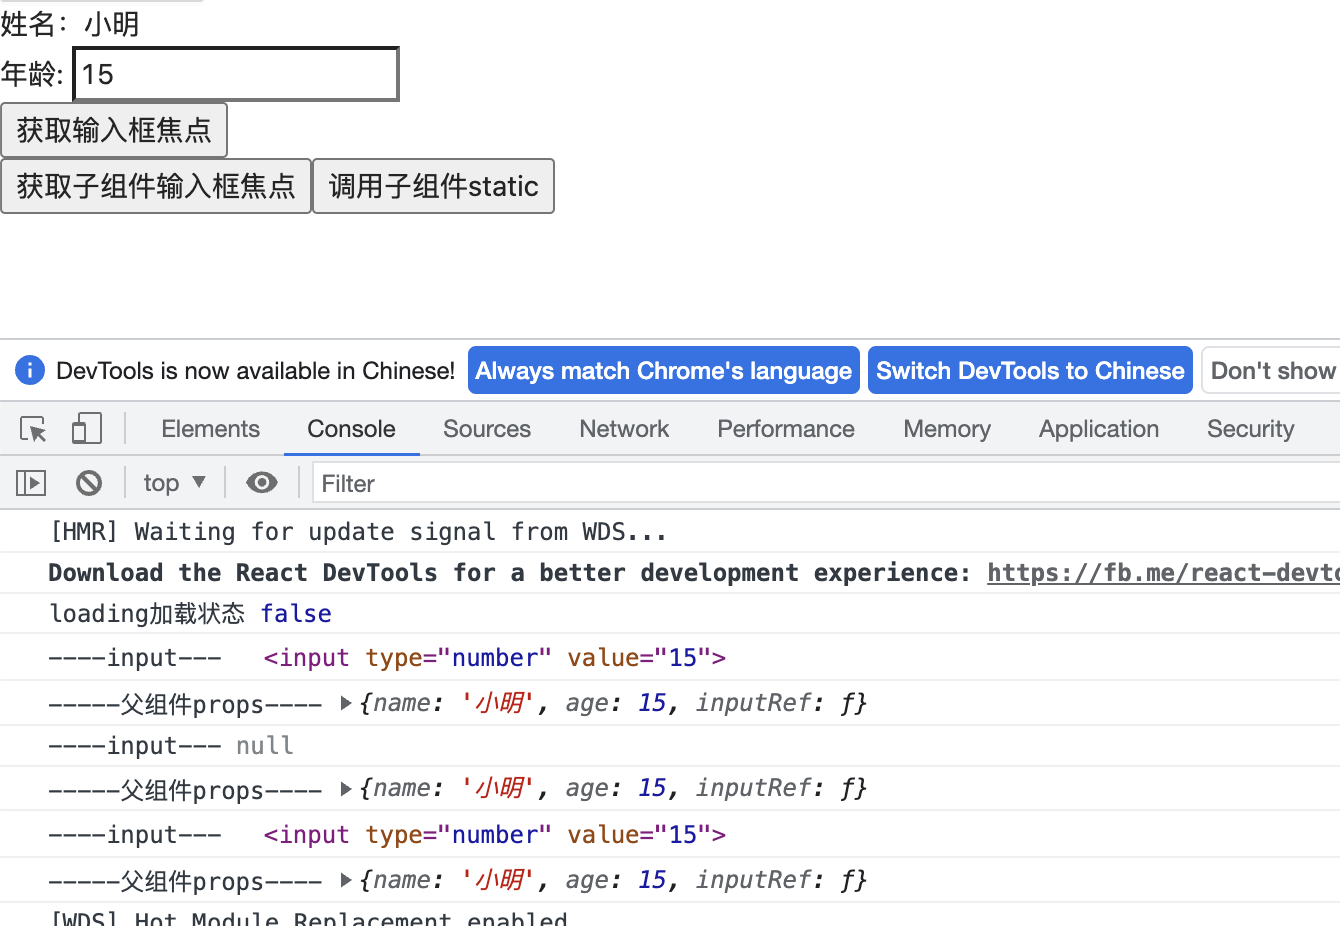 姓名：小明
年龄: 15
获取输入框焦点
获取子组件输入框焦点 调用子组件static
DevTools is now available in Chinese! Always match Chrome's language Switch DevTools to Chinese Don't show
Elements Console Sources Network Performance Memory Application Security
top ▼ Filter
[HMR] Waiting for update signal from WDS...
Download the React DevTools for a better development experience: https://fb.me/react-devto
loading加载状态 false
----input--- <input type="number" value="15">
-----父组件props---- ▶{name: '小明', age: 15, inputRef: ƒ}
----input--- null
-----父组件props---- ▶{name: '小明', age: 15, inputRef: ƒ}
----input--- <input type="number" value="15">
-----父组件props---- ▶{name: '小明', age: 15, inputRef: ƒ}
[WDS] Hot Module Replacement enabled